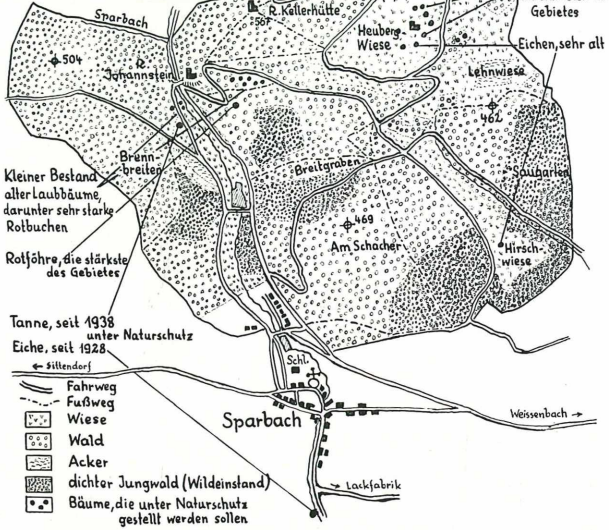 Sparbach
R. Kellerhütte
567
Gebietes
Heuberg
Wiese
Eichen, sehr alt
504
Johannstein
Lehnwiese
462
Brenn-
breiten
Breitgraben
Saugarten
Kleiner Bestand
alter Laubbäume,
darunter sehr starke
Rotbuchen
469
Am Schacher
Hirsch-
wiese
Rotföhre, die stärkste
des Gebietes
Tanne, seit 1938
unter Naturschutz
Eiche, seit 1928
← Sittendorf
Schl.
Fahrweg
Fußweg
Wiese
Sparbach
Weissenbach →
Wald
Acker
dichter Jungwald (Wildeinstand)
→ Lackfabrik
Bäume, die unter Naturschutz
gestellt werden sollen